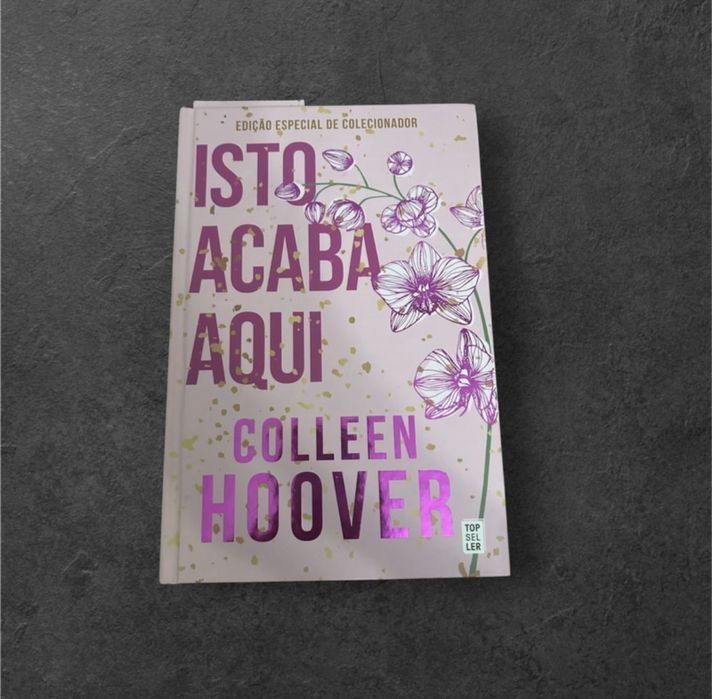 EDIÇÃO ESPECIAL DE COLECIONADOR
ISTO
ACABA
AQUI
COLLEEN
HOOVER
TOP
SEL
LER